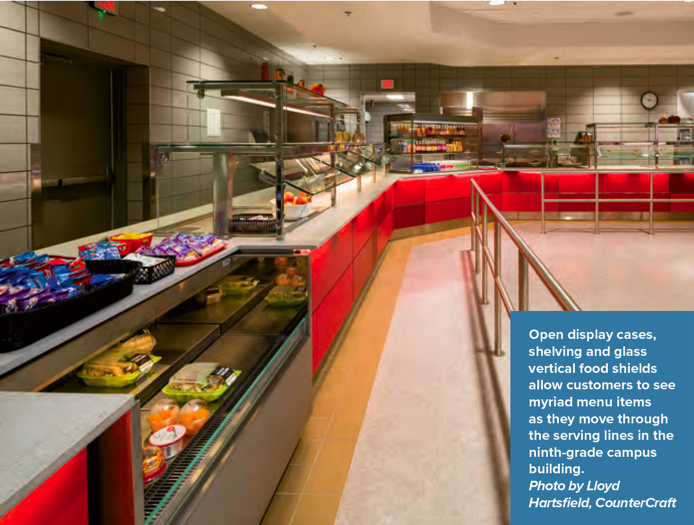 Open display cases,
shelving and glass
vertical food shields
allow customers to see
myriad menu items
as they move through
the serving lines in the
ninth-grade campus
building.
Photo by Lloyd
Hartsfield, CounterCraft